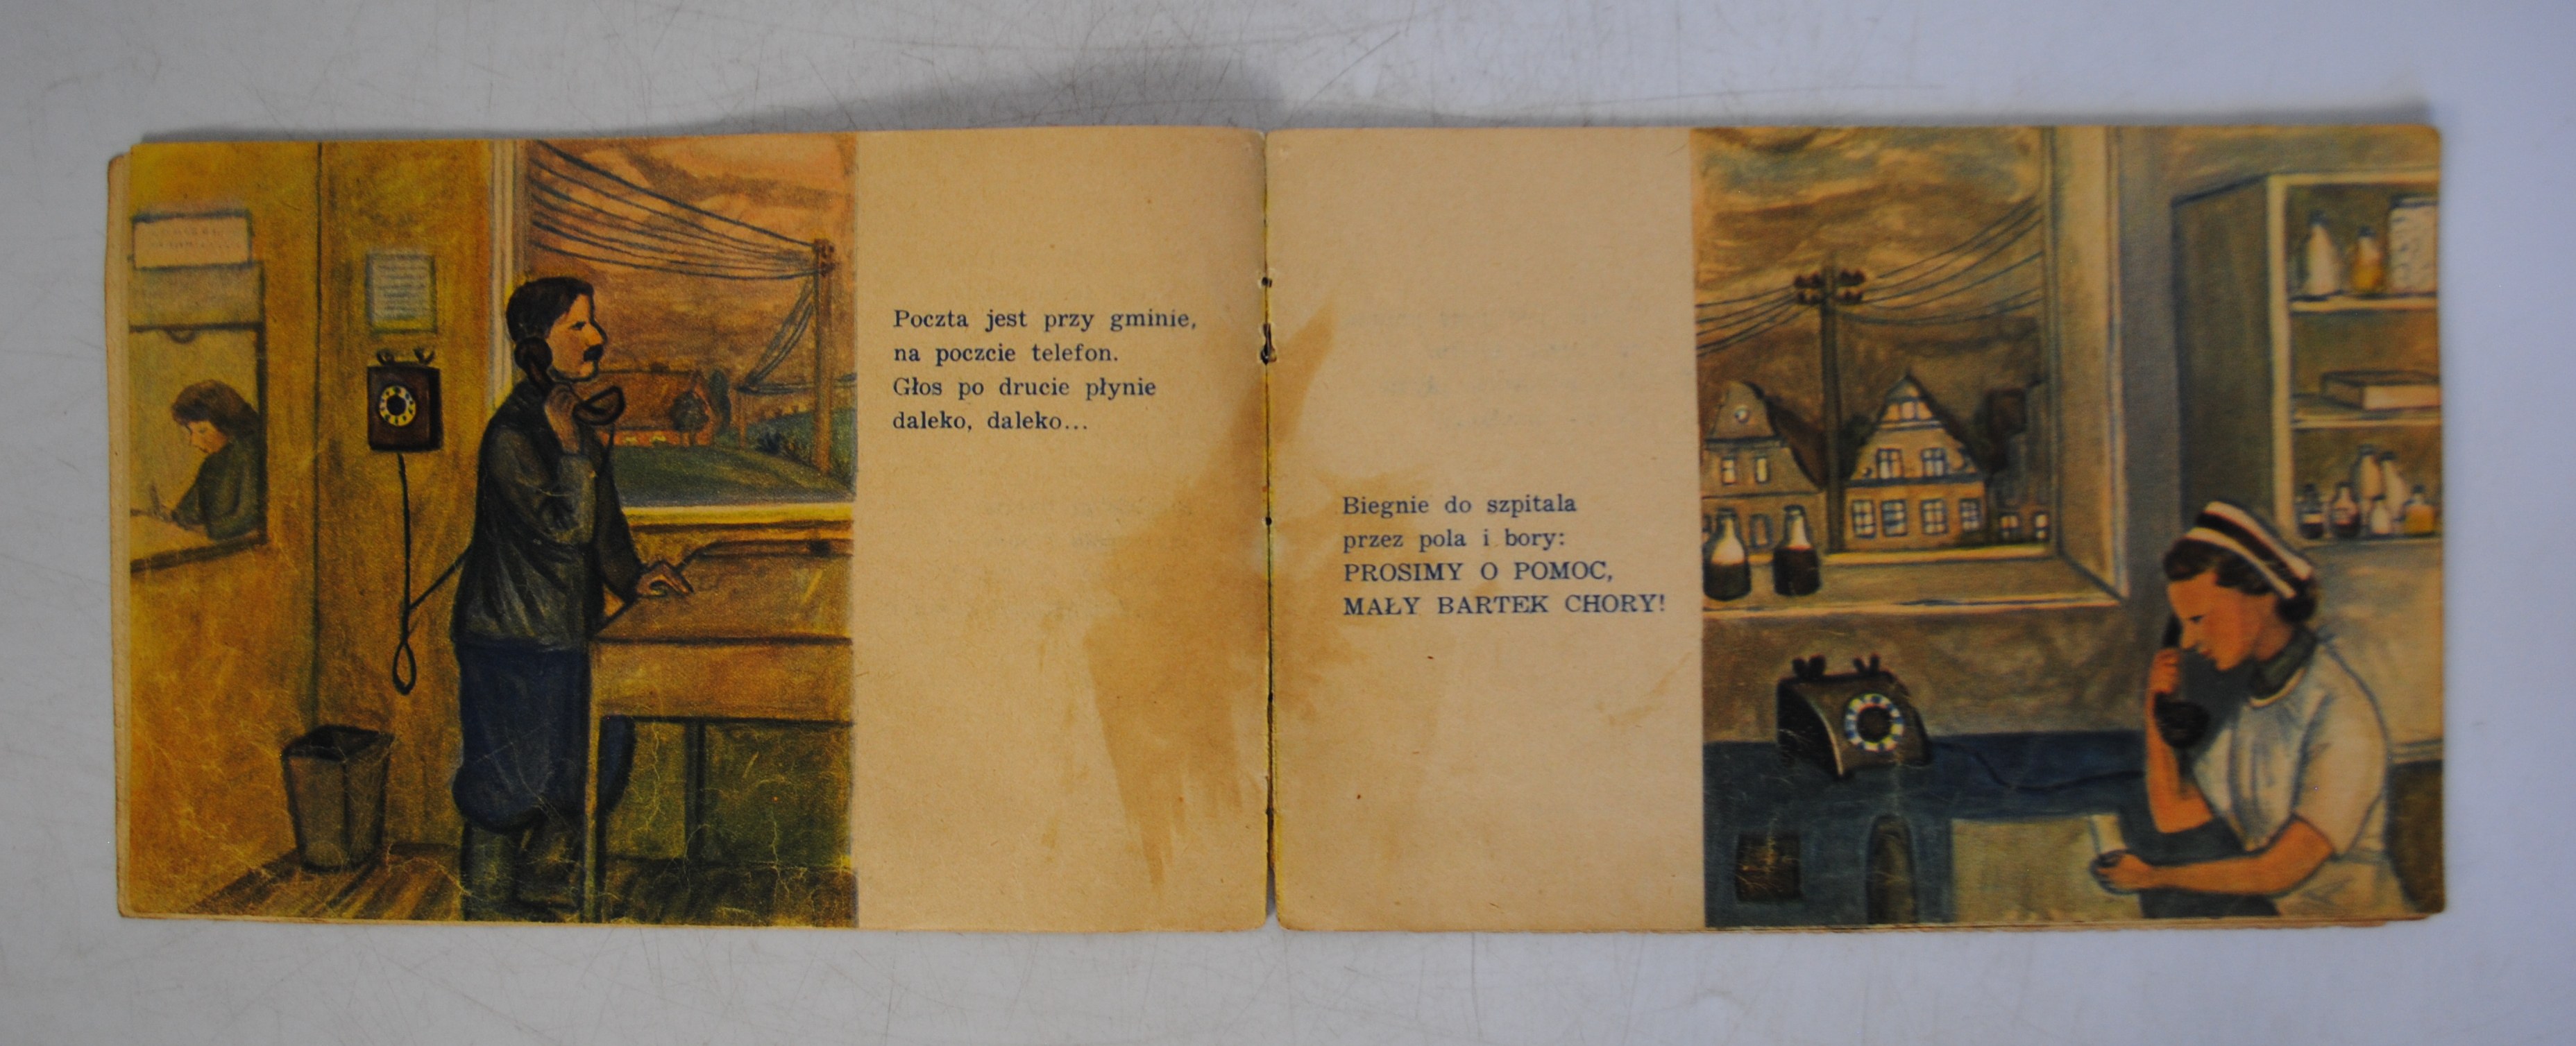 Poczta jest przy gminie,
na poczcie telefon.
Głos po drucie płynie
daleko, daleko...
Biegnie do szpitala
przez pola i bory:
PROSIMY O POMOC,
MAŁY BARTEK CHORY!